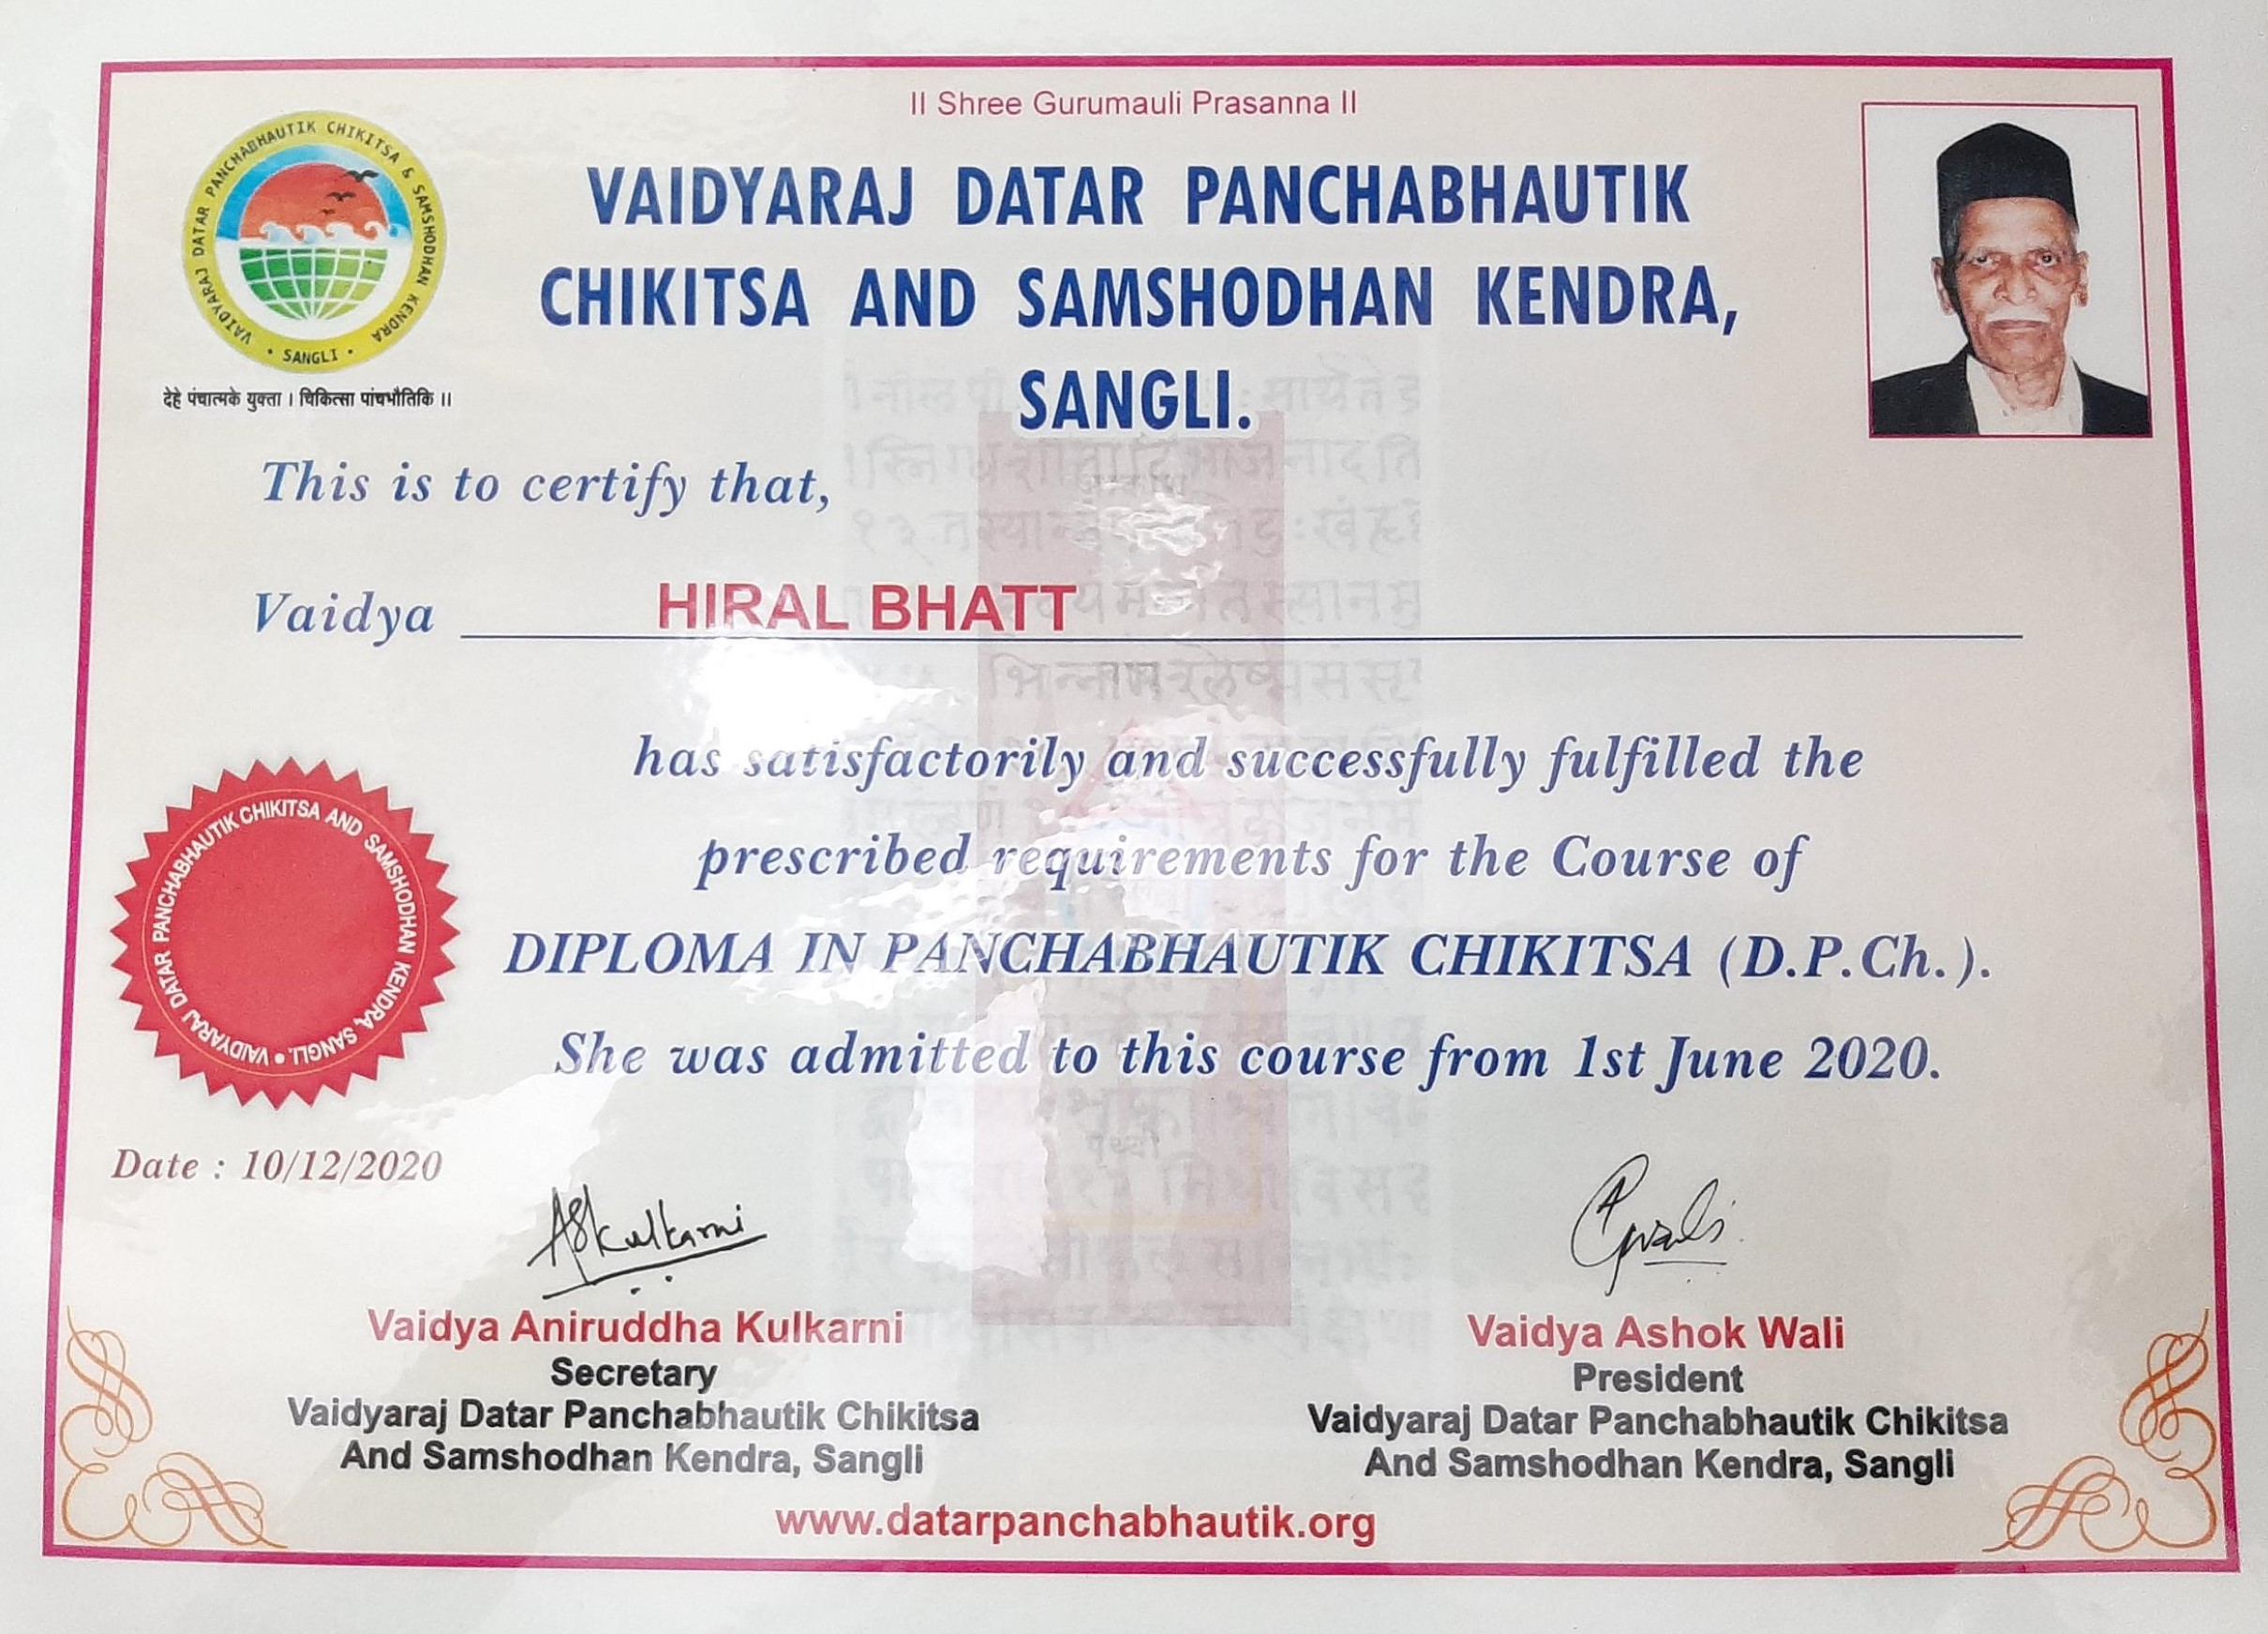 II Shree Gurumauli Prasanna II
VAIDYARAJ DATAR PANCHABHAUTIK CHIKITSA & SAMSHODHAN KENDRA
• SANGLI •
देहे पंचात्मके युक्ता । चिकित्सा पांचभौतिकि ॥
VAIDYARAJ DATAR PANCHABHAUTIK
CHIKITSA AND SAMSHODHAN KENDRA,
SANGLI.
This is to certify that,
Vaidya HIRAL BHATT
has satisfactorily and successfully fulfilled the
prescribed requirements for the Course of
DIPLOMA IN PANCHABHAUTIK CHIKITSA (D.P.Ch.).
She was admitted to this course from 1st June 2020.
VAIDYARAJ DATAR PANCHABHAUTIK CHIKITSA AND SAMSHODHAN KENDRA, SANGLI. •
Date : 10/12/2020
ASKulkarni
Vaidya Aniruddha Kulkarni
Secretary
Vaidyaraj Datar Panchabhautik Chikitsa
And Samshodhan Kendra, Sangli
Vaidya Ashok Wali
President
Vaidyaraj Datar Panchabhautik Chikitsa
And Samshodhan Kendra, Sangli
www.datarpanchabhautik.org